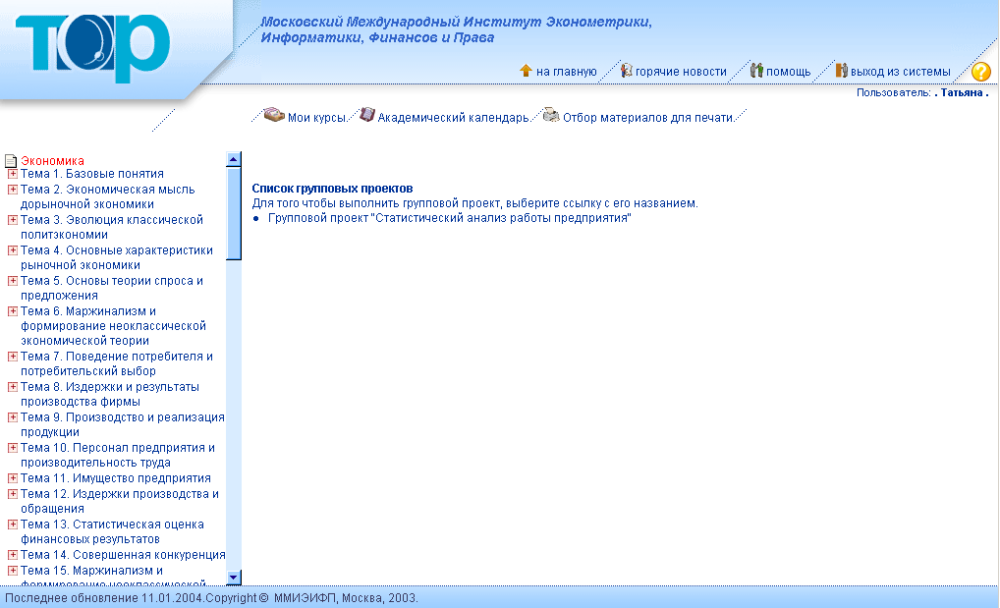 тор
Московский Международный Институт Эконометрики,
Информатики, Финансов и Права
на главную горячие новости помощь выход из системы ?
Пользователь: . Татьяна .
Мои курсы. Академический календарь. Отбор материалов для печати.
Экономика
Тема 1. Базовые понятия
Тема 2. Экономическая мысль
дорыночной экономики
Тема 3. Эволюция классической
политэкономии
Тема 4. Основные характеристики
рыночной экономики
Тема 5. Основы теории спроса и
предложения
Тема 6. Маржинализм и
формирование неоклассической
экономической теории
Тема 7. Поведение потребителя и
потребительский выбор
Тема 8. Издержки и результаты
производства фирмы
Тема 9. Производство и реализация
продукции
Тема 10. Персонал предприятия и
производительность труда
Тема 11. Имущество предприятия
Тема 12. Издержки производства и
обращения
Тема 13. Статистическая оценка
финансовых результатов
Тема 14. Совершенная конкуренция
Тема 15. Маржинализм и
формирование неоклассической
Список групповых проектов
Для того чтобы выполнить групповой проект, выберите ссылку с его названием.
• Групповой проект "Статистический анализ работы предприятия"
Последнее обновление 11.01.2004.Copyright © ММИЭИФП, Москва, 2003.